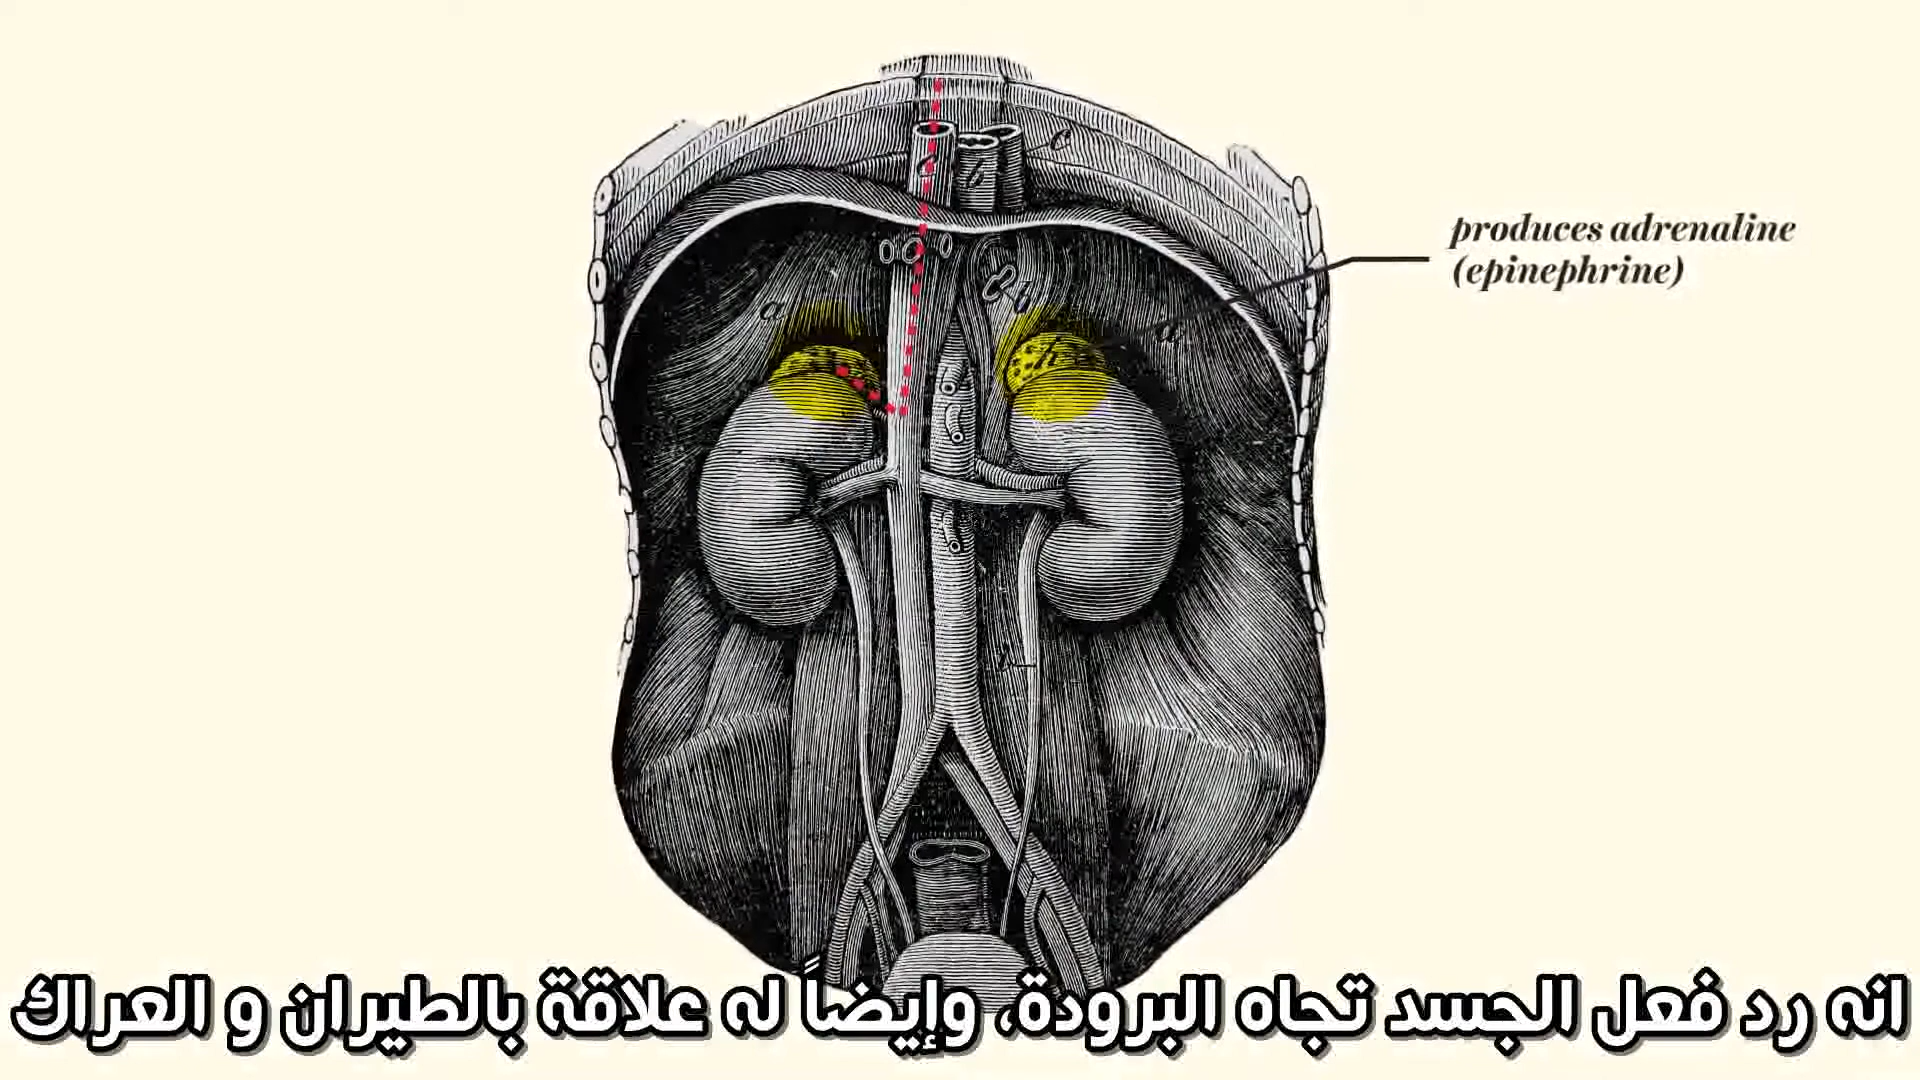 c
b
produces adrenaline
(epinephrine)
a
b
a
h
i
انه رد فعل الجسد تجاه البرودة، وإيضاً له علاقة بالطيران و العراك